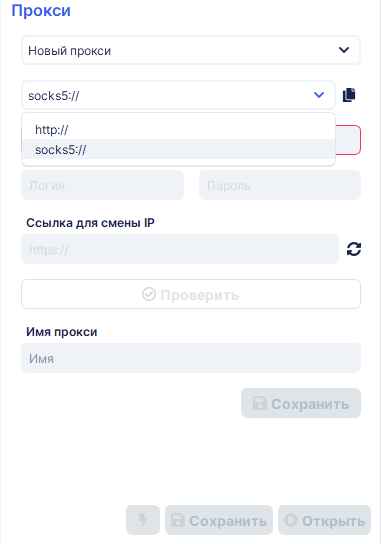 Прокси
Новый прокси
socks5://
http://
socks5://
Логин Пароль
Ссылка для смены IP
https://
Проверить
Имя прокси
Имя
Сохранить
Сохранить Открыть